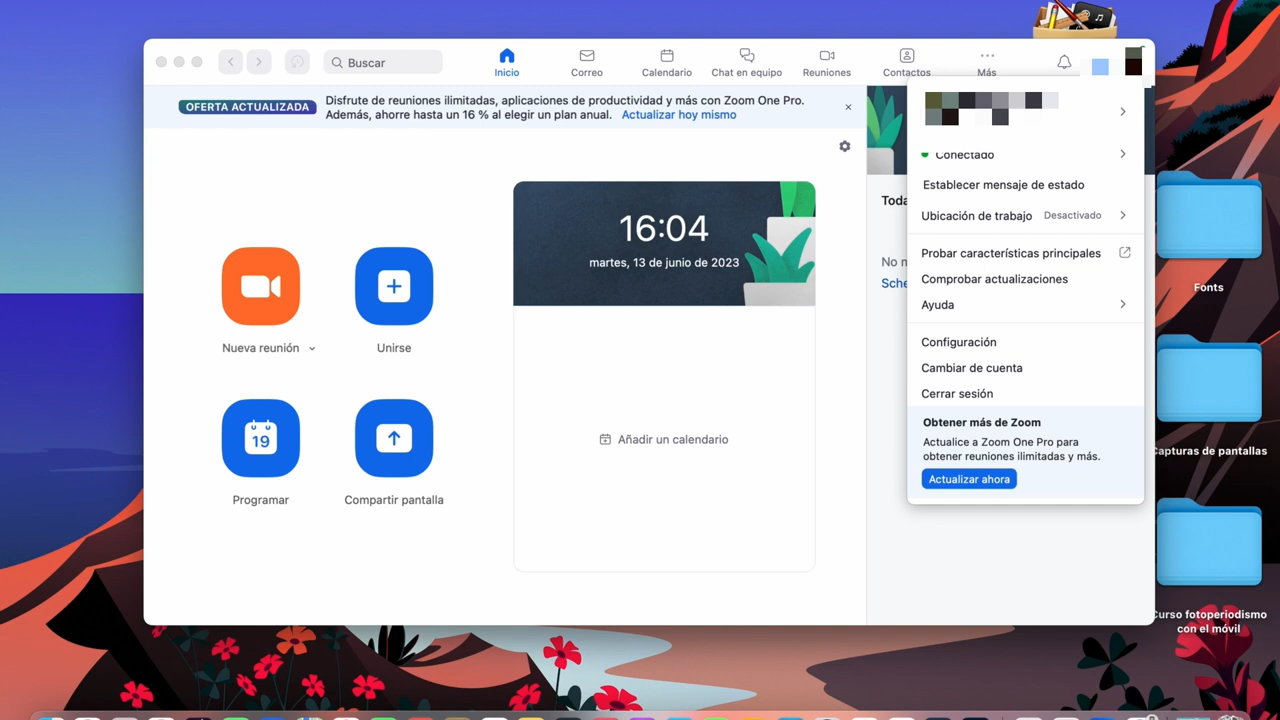 Buscar
Inicio
Correo
Calendario
Chat en equipo
Reuniones
Contactos
Más
OFERTA ACTUALIZADA
Disfrute de reuniones ilimitadas, aplicaciones de productividad y más con Zoom One Pro.
Además, ahorre hasta un 16 % al elegir un plan anual. Actualizar hoy mismo
16:04
martes, 13 de junio de 2023
Nueva reunión
Unirse
19
Programar
Compartir pantalla
Añadir un calendario
Toda
No n
Sche
Conectado
Establecer mensaje de estado
Ubicación de trabajo Desactivado
Probar características principales
Comprobar actualizaciones
Ayuda
Configuración
Cambiar de cuenta
Cerrar sesión
Obtener más de Zoom
Actualice a Zoom One Pro para
obtener reuniones ilimitadas y más.
Actualizar ahora
Fonts
Capturas de pantallas
Curso fotoperiodismo
con el móvil